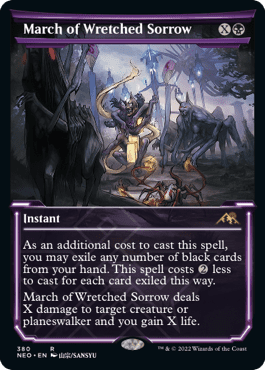 March of Wretched Sorrow X
Instant
As an additional cost to cast this spell,
you may exile any number of black cards
from your hand. This spell costs 2 less
to cast for each card exiled this way.
March of Wretched Sorrow deals
X damage to target creature or
planeswalker and you gain X life.
380 R
NEO • EN 山宗/SANSYU
™ & © 2022 Wizards of the Coast